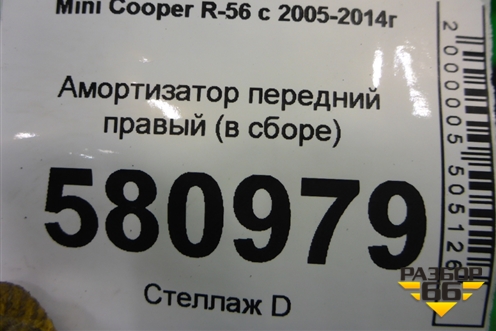 Mini Cooper R-56 с 2005-2014г
Амортизатор передний
правый (в сборе)
580979
Стеллаж D
2000005505126
РАЗБОР
66